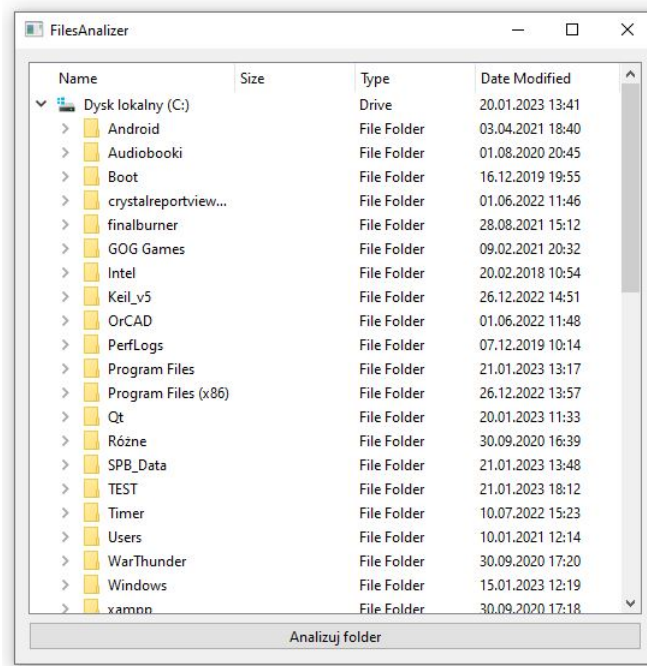 FilesAnalizer
Name Size Type Date Modified
Dysk lokalny (C:) Drive 20.01.2023 13:41
Android File Folder 03.04.2021 18:40
Audiobooki File Folder 01.08.2020 20:45
Boot File Folder 16.12.2019 19:55
crystalreportview... File Folder 01.06.2022 11:46
finalburner File Folder 28.08.2021 15:12
GOG Games File Folder 09.02.2021 20:32
Intel File Folder 20.02.2018 10:54
Keil_v5 File Folder 26.12.2022 14:51
OrCAD File Folder 01.06.2022 11:48
PerfLogs File Folder 07.12.2019 10:14
Program Files File Folder 21.01.2023 13:17
Program Files (x86) File Folder 26.12.2022 13:57
Qt File Folder 20.01.2023 11:33
Różne File Folder 30.09.2020 16:39
SPB_Data File Folder 21.01.2023 13:48
TEST File Folder 21.01.2023 18:12
Timer File Folder 10.07.2022 15:23
Users File Folder 10.01.2021 12:14
WarThunder File Folder 30.09.2020 17:20
Windows File Folder 15.01.2023 12:19
xampp File Folder 30.09.2020 17:18
Analizuj folder